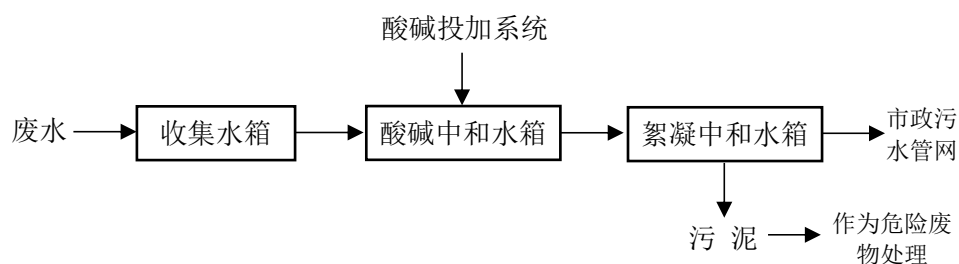 酸碱投加系统
废水
收集水箱
酸碱中和水箱
絮凝中和水箱
市政污
水管网
污 泥
作为危险废
物处理